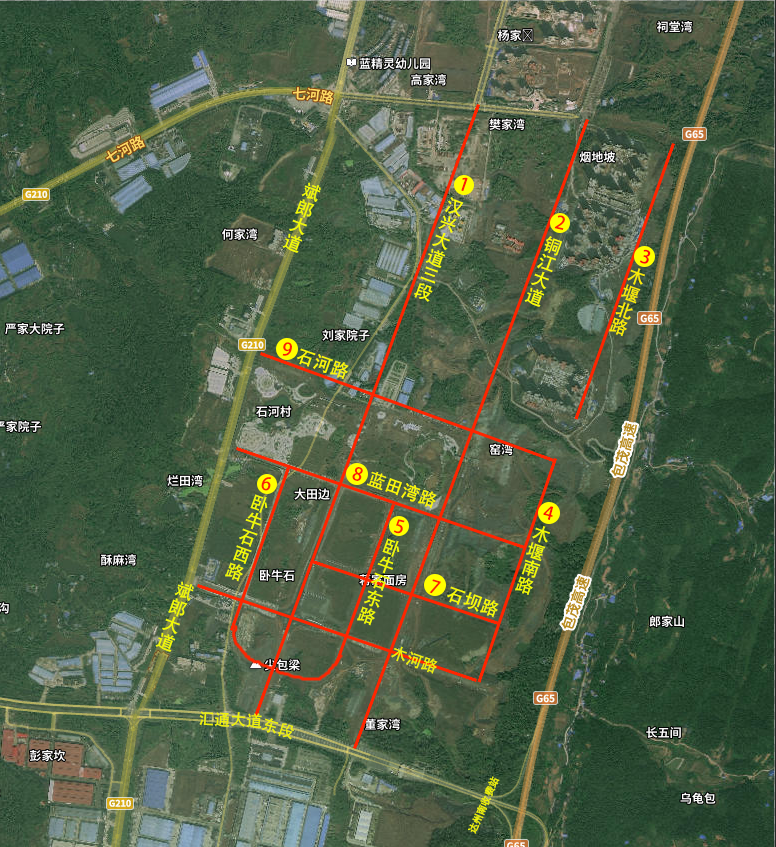 祠堂湾
杨家
蓝精灵幼儿园
高家湾
七河路
樊家湾
G65
七河路
烟地坡
1
汉兴大道三段
G210
斌郎大道
2
铜江大道
何家湾
3
木堰北路
G65
严家大院子
刘家院子
G210
9
石河路
石河村
严家院子
包茂高速
窑湾
烂田湾
6
卧牛石西路
大田边
8
蓝田湾路
4
木堰南路
5
卧牛石东路
酥麻湾
卧牛石
面房
7
石坝路
包茂高速
沟
斌郎大道
郎家山
木河路
尖包梁
G65
汇通大道东段
董家湾
长五间
彭家坎
乌龟包
G210
达州南收费站
G65